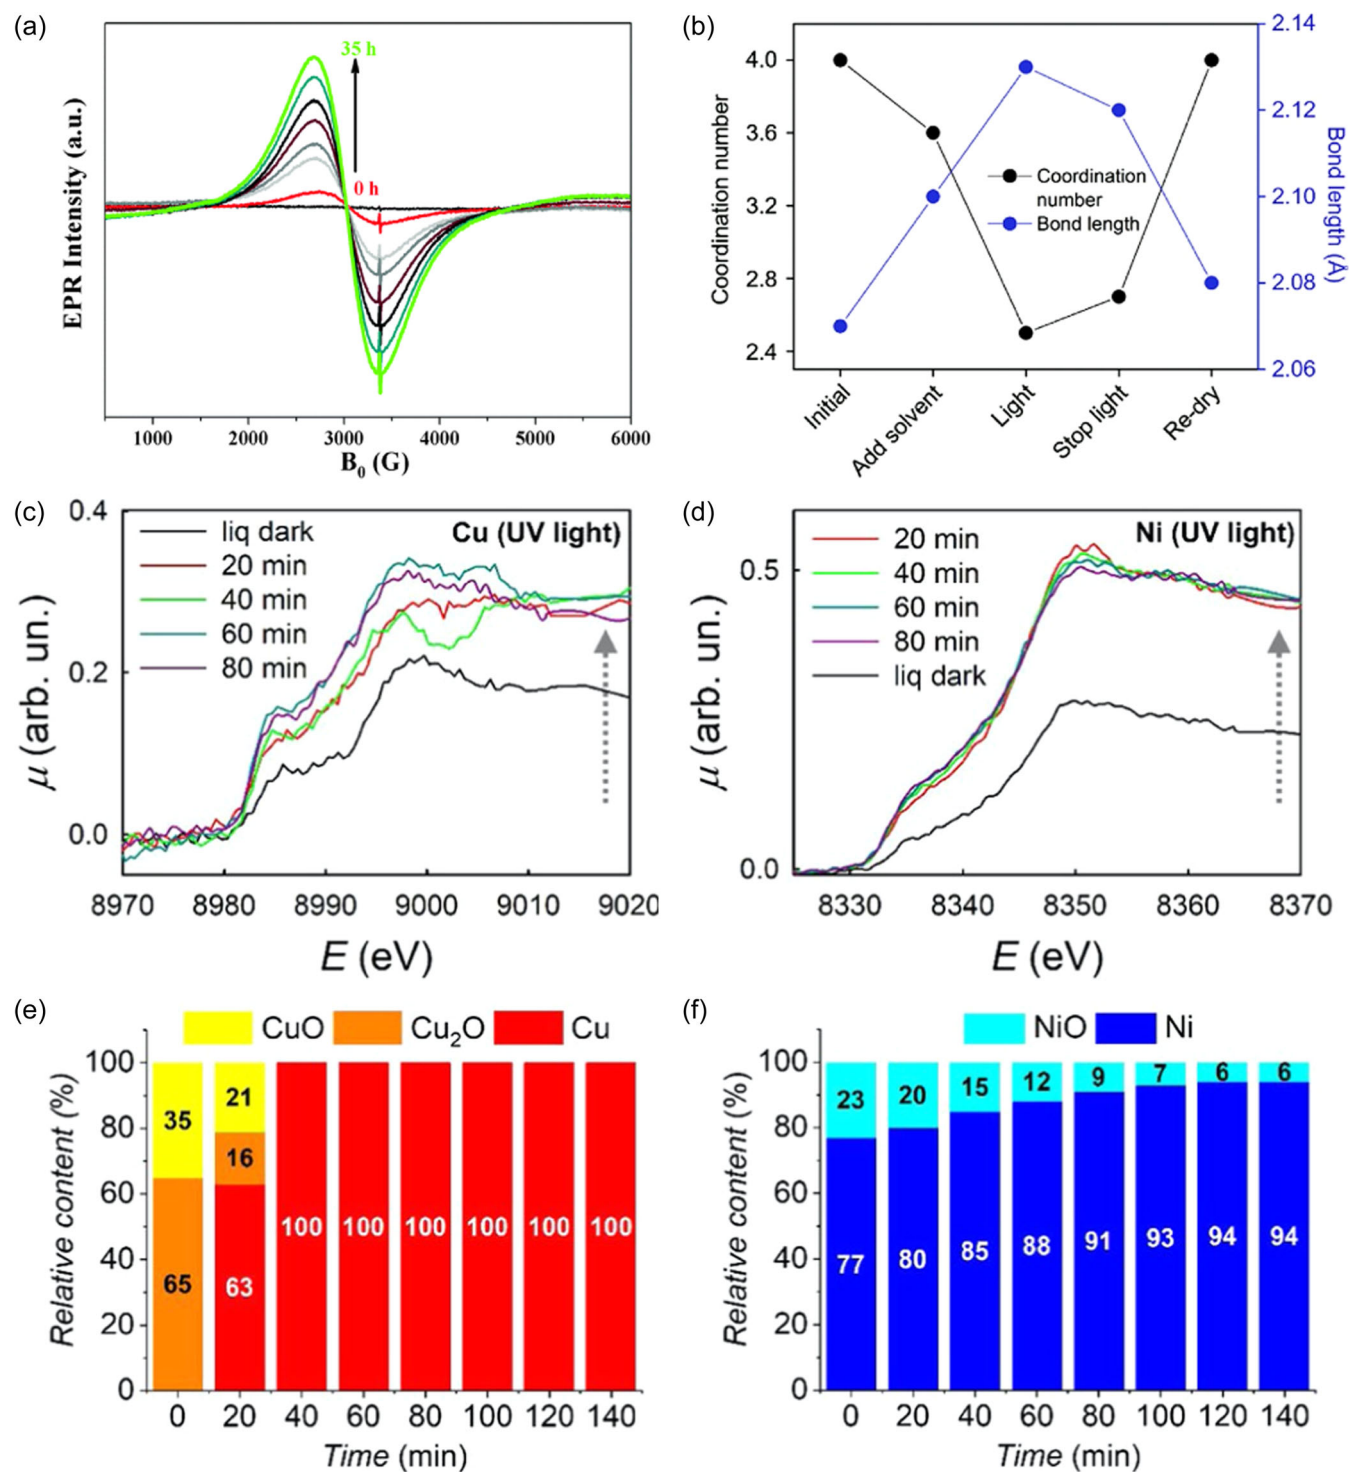 (a)
35 h
0 h
EPR Intensity (a.u.)
1000 2000 3000 4000 5000 6000
B0 (G)
(b)
4.0
3.6
3.2
2.8
2.4
Coordination number
2.14
2.12
2.10
2.08
2.06
Bond length (Å)
Coordination
number
Bond length
Initial
Add solvent
Light
Stop light
Re-dry
(c)
Cu (UV light)
liq dark
20 min
40 min
60 min
80 min
0.4
0.2
0.0
μ (arb. un.)
8970 8980 8990 9000 9010 9020
E (eV)
(d)
Ni (UV light)
20 min
40 min
60 min
80 min
liq dark
0.5
0.0
μ (arb. un.)
8330 8340 8350 8360 8370
E (eV)
(e)
CuO Cu2O Cu
100
80
60
40
20
0
Relative content (%)
35 21
16
65 63 100 100 100 100 100 100
0 20 40 60 80 100 120 140
Time (min)
(f)
NiO Ni
100
80
60
40
20
0
Relative content (%)
23 20 15 12 9 7 6 6
77 80 85 88 91 93 94 94
0 20 40 60 80 100 120 140
Time (min)